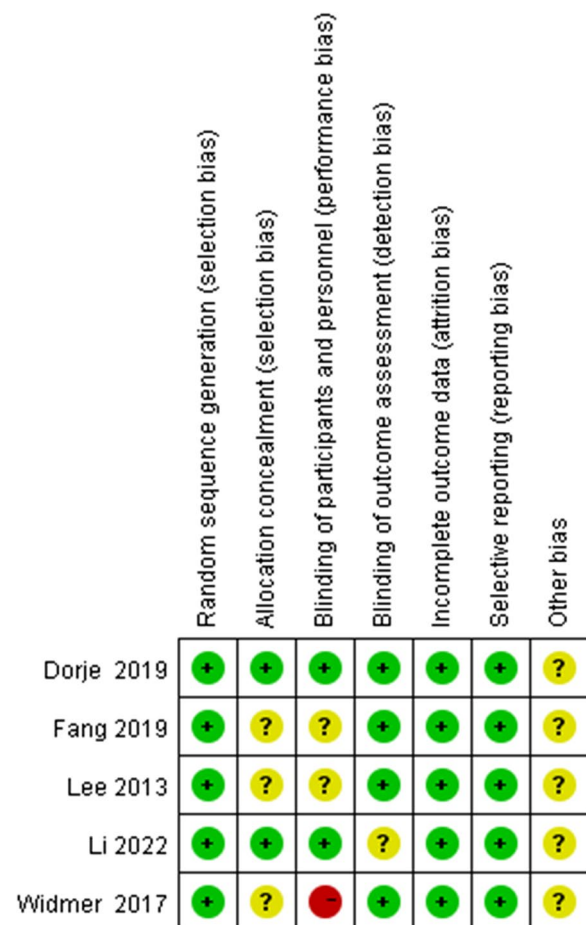 Random sequence generation (selection bias)
Allocation concealment (selection bias)
Blinding of participants and personnel (performance bias)
Blinding of outcome assessment (detection bias)
Incomplete outcome data (attrition bias)
Selective reporting (reporting bias)
Other bias
Dorje 2019 + + + + + + ?
Fang 2019 + ? ? + + + ?
Lee 2013 + ? ? + + + ?
Li 2022 + + + ? + + ?
Widmer 2017 + ? - + + + ?